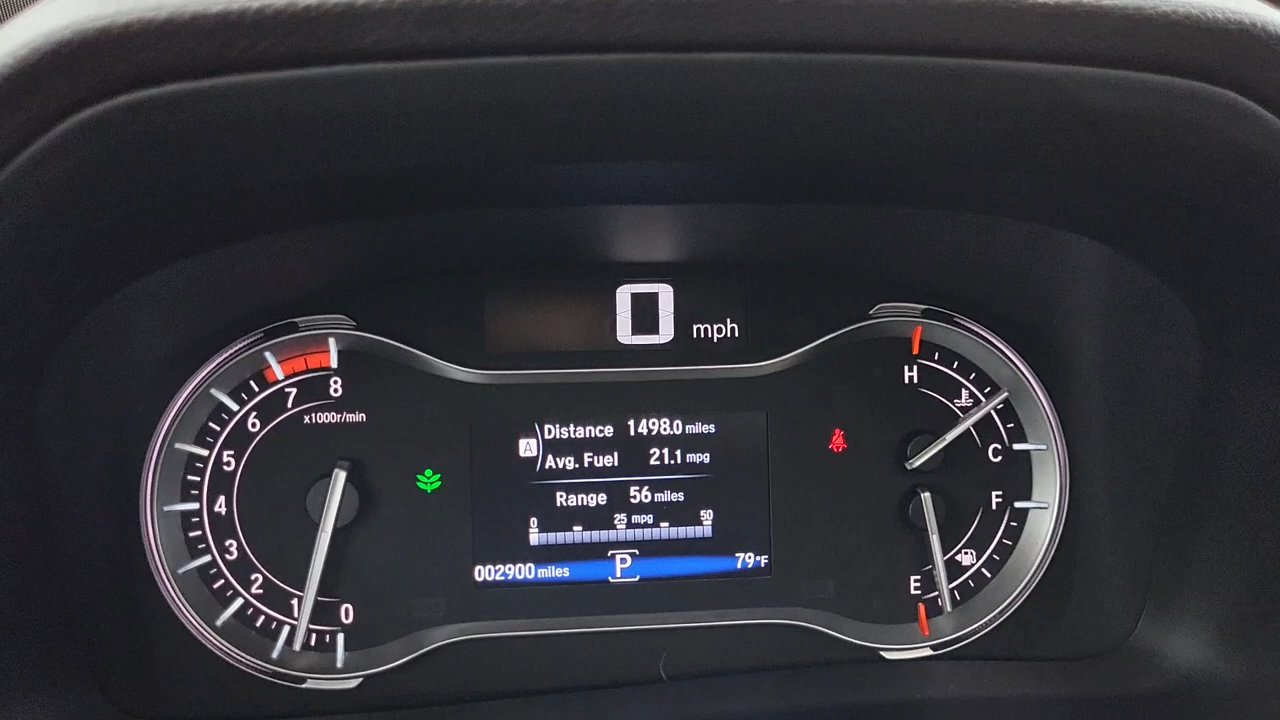 0 mph
8
7
6
5
4
3
2
1
0
x1000r/min
A
Distance 1498.0 miles
Avg. Fuel 21.1 mpg
Range 56 miles
0 25 mpg 50
002900 miles P 79°F
H
C
F
E